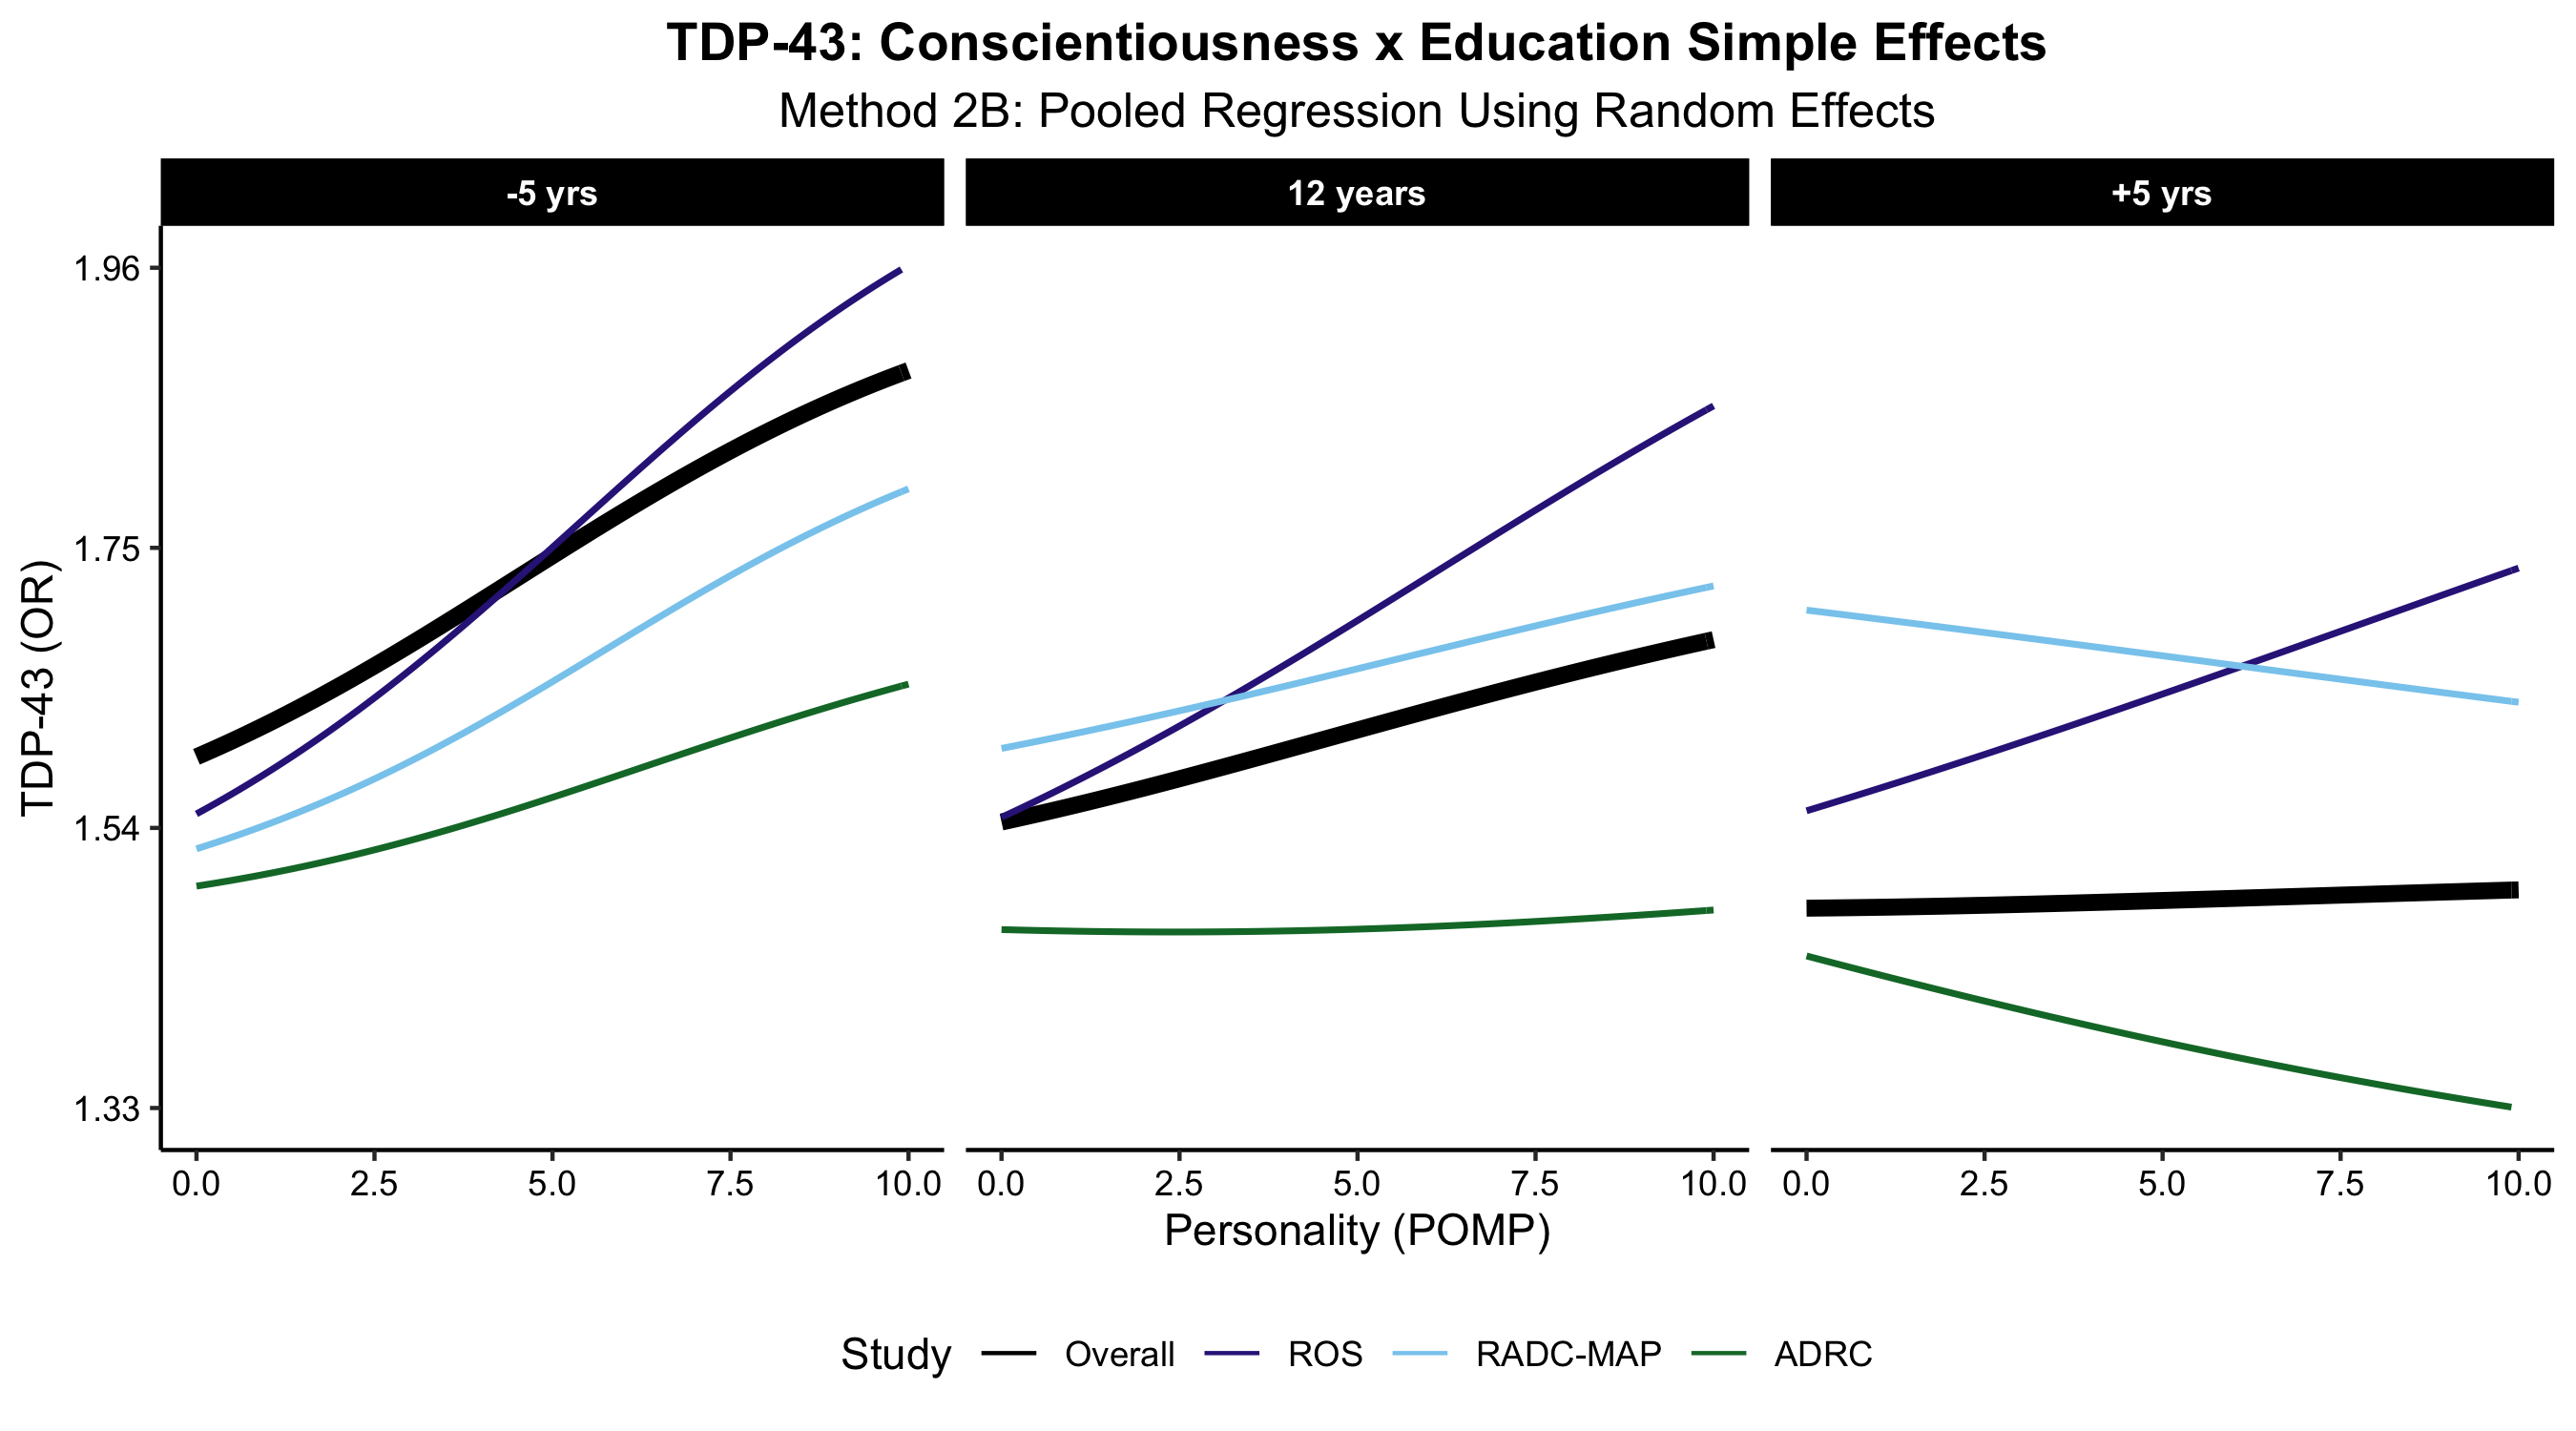 TDP-43: Conscientiousness x Education Simple Effects
Method 2B: Pooled Regression Using Random Effects
-5 yrs
12 years
+5 yrs
TDP-43 (OR)
1.96
1.75
1.54
1.33
0.0 2.5 5.0 7.5 10.0
0.0 2.5 5.0 7.5 10.0
0.0 2.5 5.0 7.5 10.0
Personality (POMP)
Study Overall ROS RADC-MAP ADRC